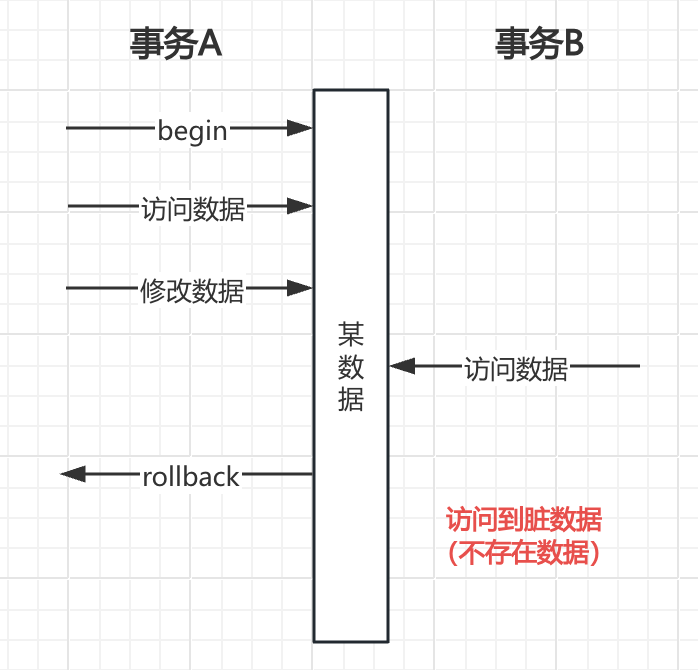 事务A
事务B
begin
访问数据
修改数据
某
数
据
访问数据
rollback
访问到脏数据
（不存在数据）